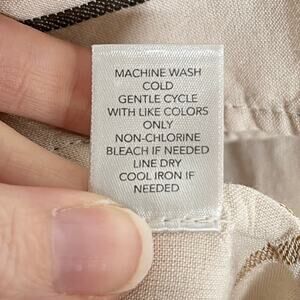 MACHINE WASH
COLD
GENTLE CYCLE
WITH LIKE COLORS
ONLY
NON-CHLORINE
BLEACH IF NEEDED
LINE DRY
COOL IRON IF
NEEDED